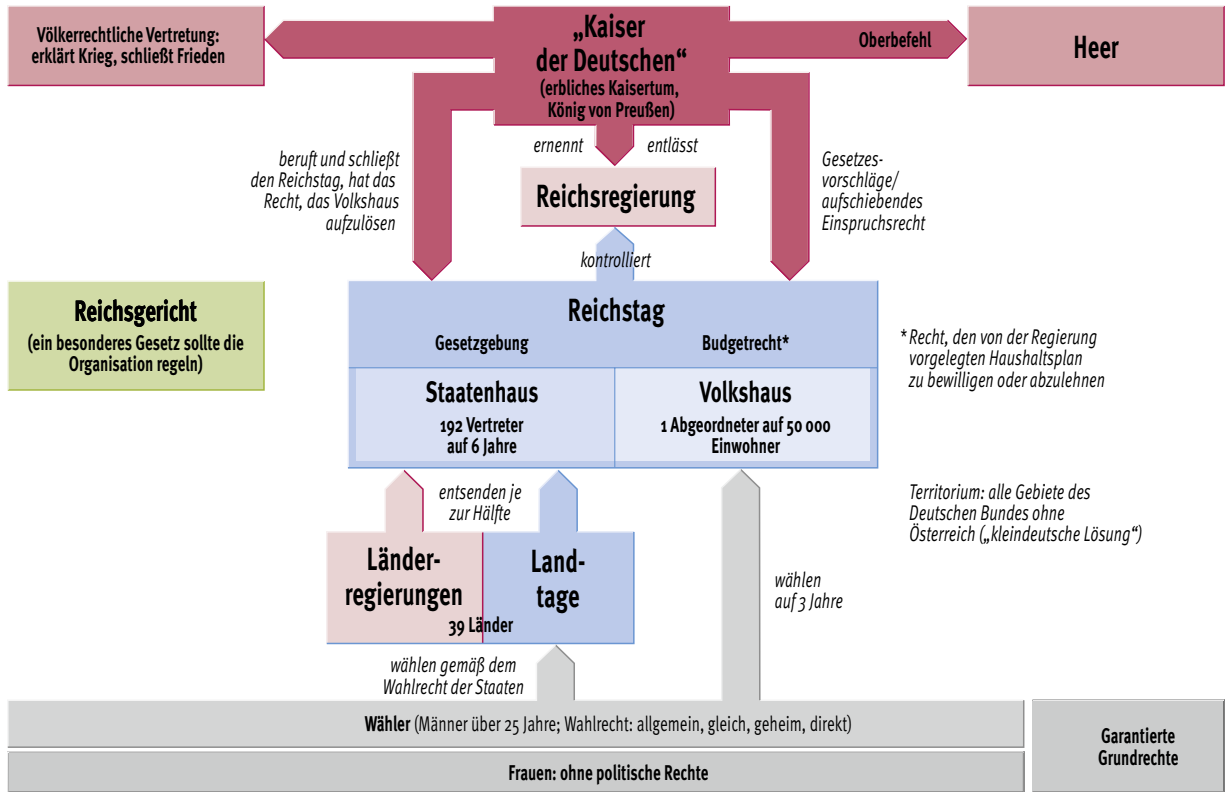 Völkerrechtliche Vertretung:
erklärt Krieg, schließt Frieden
„Kaiser
der Deutschen“
(erbliches Kaisertum,
König von Preußen)
Oberbefehl
Heer
beruft und schließt
den Reichstag, hat das
Recht, das Volkshaus
aufzulösen
ernennt
entlässt
Gesetzes-
vorschläge/
aufschiebendes
Einspruchsrecht
Reichsregierung
kontrolliert
Reichsgericht
(ein besonderes Gesetz sollte die
Organisation regeln)
Reichstag
Gesetzgebung
Budgetrecht*
* Recht, den von der Regierung
vorgelegten Haushaltsplan
zu bewilligen oder abzulehnen
Staatenhaus
192 Vertreter
auf 6 Jahre
Volkshaus
1 Abgeordneter auf 50 000
Einwohner
entsenden je
zur Hälfte
Territorium: alle Gebiete des
Deutschen Bundes ohne
Österreich („kleindeutsche Lösung“)
Länder-
regierungen
Land-
tage
39 Länder
wählen
auf 3 Jahre
wählen gemäß dem
Wahlrecht der Staaten
Wähler (Männer über 25 Jahre; Wahlrecht: allgemein, gleich, geheim, direkt)
Frauen: ohne politische Rechte
Garantierte
Grundrechte